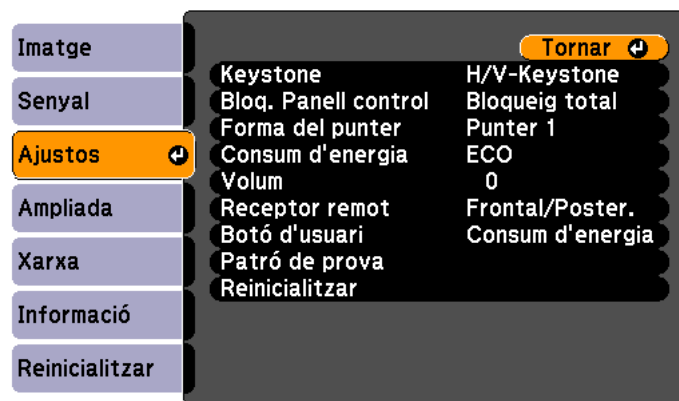 Imatge
Senyal
Ajustos
Ampliada
Xarxa
Informació
Reinicialitzar
Tornar
Keystone H/V-Keystone
Bloq. Panell control Bloqueig total
Forma del punter Punter 1
Consum d'energia ECO
Volum 0
Receptor remot Frontal/Poster.
Botó d'usuari Consum d'energia
Patró de prova
Reinicialitzar